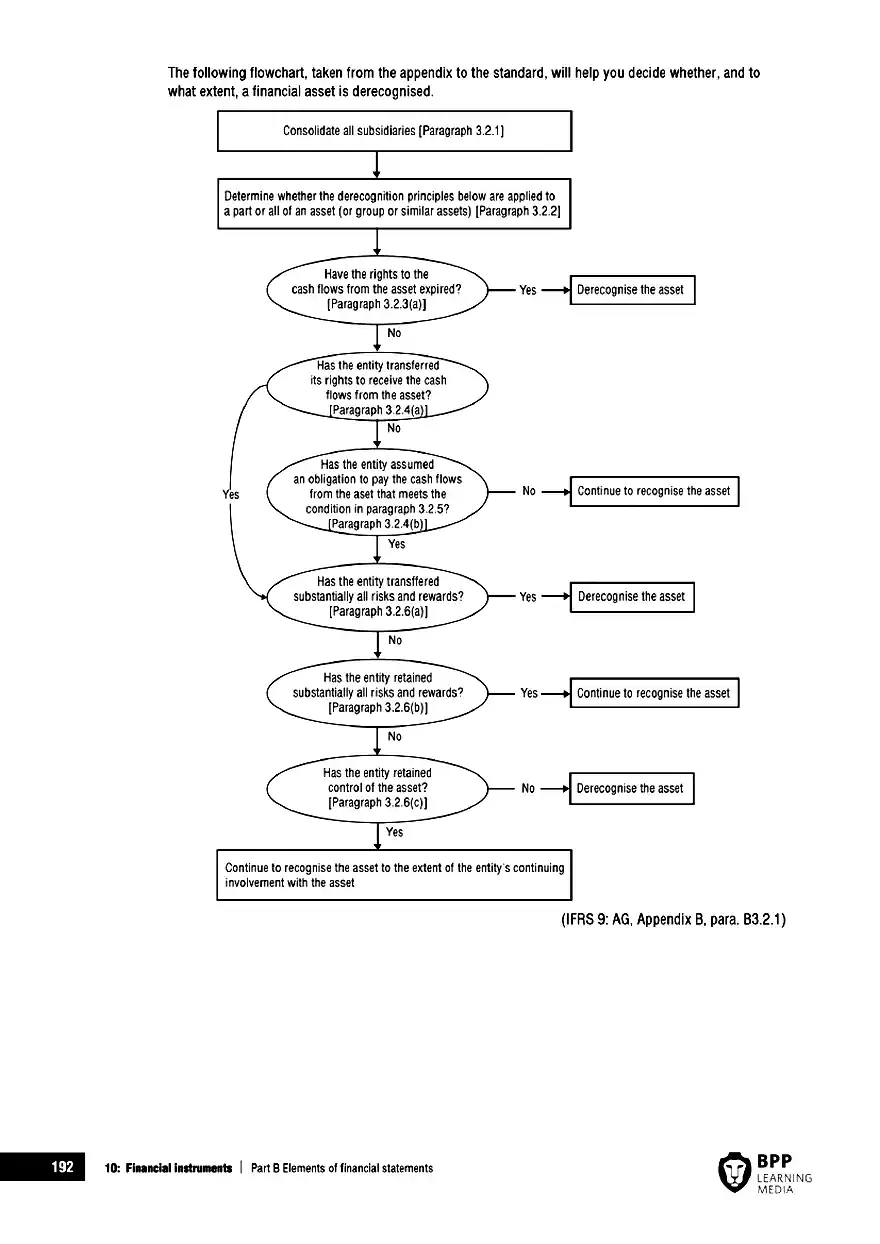 The following flowchart, taken from the appendix to the standard, will help you decide whether, and to
what extent, a financial asset is derecognised.
Consolidate all subsidiaries [Paragraph 3.2.1]
Determine whether the derecognition principles below are applied to
a part or all of an asset (or group or similar assets) [Paragraph 3.2.2]
Have the rights to the
cash flows from the asset expired?
[Paragraph 3.2.3(a)]
Yes
Derecognise the asset
No
Has the entity transferred
its rights to receive the cash
flows from the asset?
[Paragraph 3.2.4(a)]
No
Yes
Has the entity assumed
an obligation to pay the cash flows
from the aset that meets the
condition in paragraph 3.2.5?
[Paragraph 3.2.4(b)]
No
Continue to recognise the asset
Yes
Has the entity transffered
substantially all risks and rewards?
[Paragraph 3.2.6(a)]
Yes
Derecognise the asset
No
Has the entity retained
substantially all risks and rewards?
[Paragraph 3.2.6(b)]
Yes
Continue to recognise the asset
No
Has the entity retained
control of the asset?
[Paragraph 3.2.6(c)]
No
Derecognise the asset
Yes
Continue to recognise the asset to the extent of the entity's continuing
involvement with the asset
(IFRS 9: AG, Appendix B, para. B3.2.1)
192 10: Financial instruments | Part B Elements of financial statements
BPP
LEARNING
MEDIA